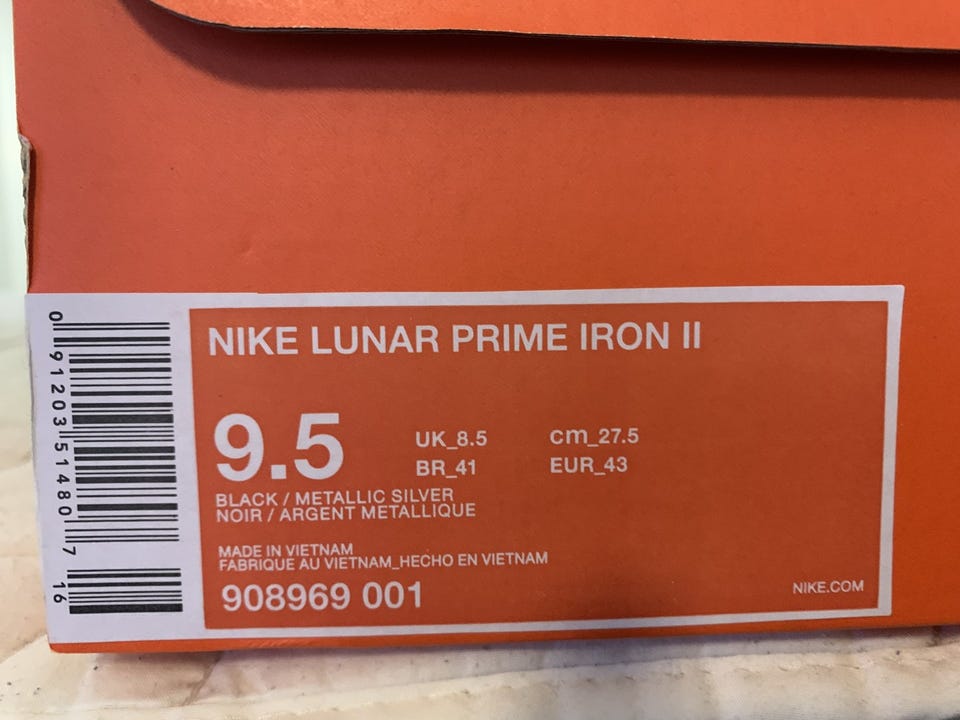 0 91203 51480 7
16
NIKE LUNAR PRIME IRON II
9.5
UK_8.5
cm_27.5
BR_41
EUR_43
BLACK / METALLIC SILVER
NOIR / ARGENT METALLIQUE
MADE IN VIETNAM
FABRIQUE AU VIETNAM_HECHO EN VIETNAM
908969 001
NIKE.COM